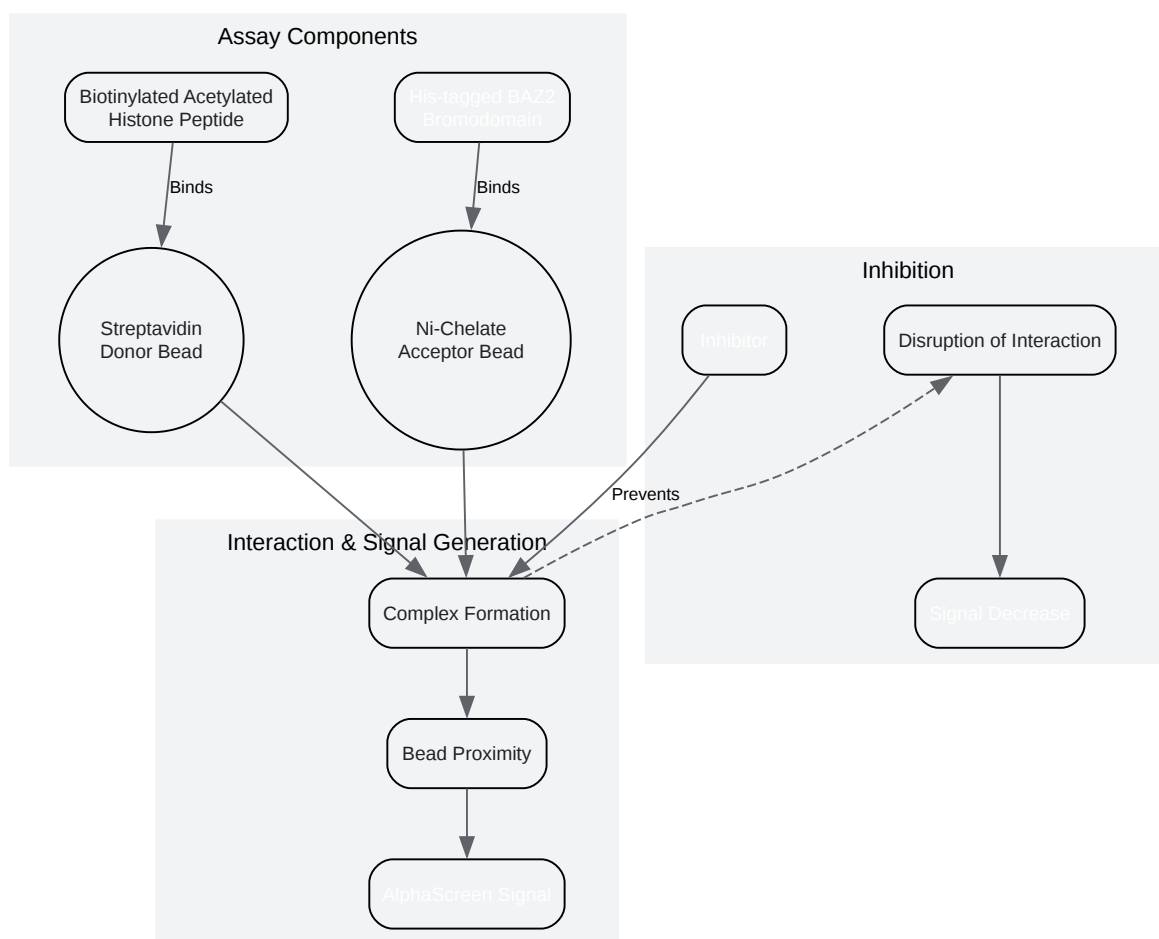 Assay Components
Biotinylated Acetylated
Histone Peptide
His-tagged BAZ2
Bromodomain
Binds
Binds
Streptavidin
Donor Bead
Ni-Chelate
Acceptor Bead
Inhibition
Inhibitor
Disruption of Interaction
Prevents
Interaction & Signal Generation
Complex Formation
Signal Decrease
Bead Proximity
AlphaScreen Signal